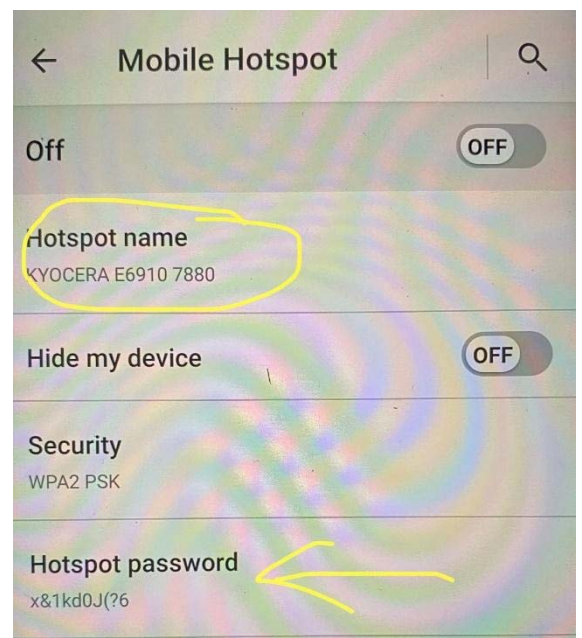 Mobile Hotspot
Off
OFF
Hotspot name
KYOCERA E6910 7880
Hide my device
OFF
Security
WPA2 PSK
Hotspot password
x&1kd0J(?6